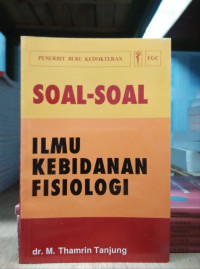 PENERBIT BUKU KEDOKTERAN EGC
SOAL-SOAL
ILMU
KEBIDANAN
FISIOLOGI
dr. M. Thamrin Tanjung